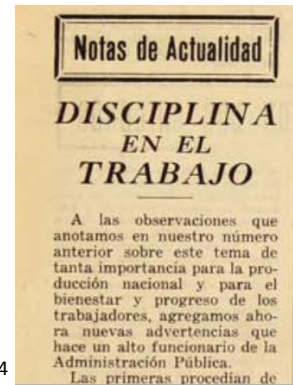 Notas de Actualidad
DISCIPLINA
EN EL
TRABAJO
A las observaciones que
anotamos en nuestro número
anterior sobre este tema de
tanta importancia para la pro-
ducción nacional y para el
bienestar y progreso de los
trabajadores, agregamos aho-
ra nuevas advertencias que
hace un alto funcionario de la
Administración Pública.
4
Las primeras procedian de